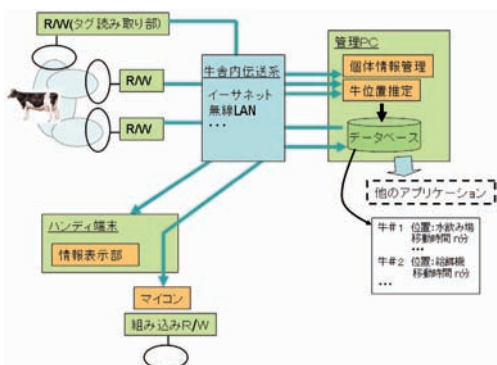 R/W(タグ読み取り部)
R/W
R/W
牛舎内伝送系
イーサネット
無線LAN
・・・
管理PC
個体情報管理
牛位置推定
データベース
他のアプリケーション
牛#1 位置:水飲み場
移動時間 n分
…
牛#2 位置:給餌機
移動時間 n分
…
ハンディ端末
情報表示部
マイコン
組み込みR/W